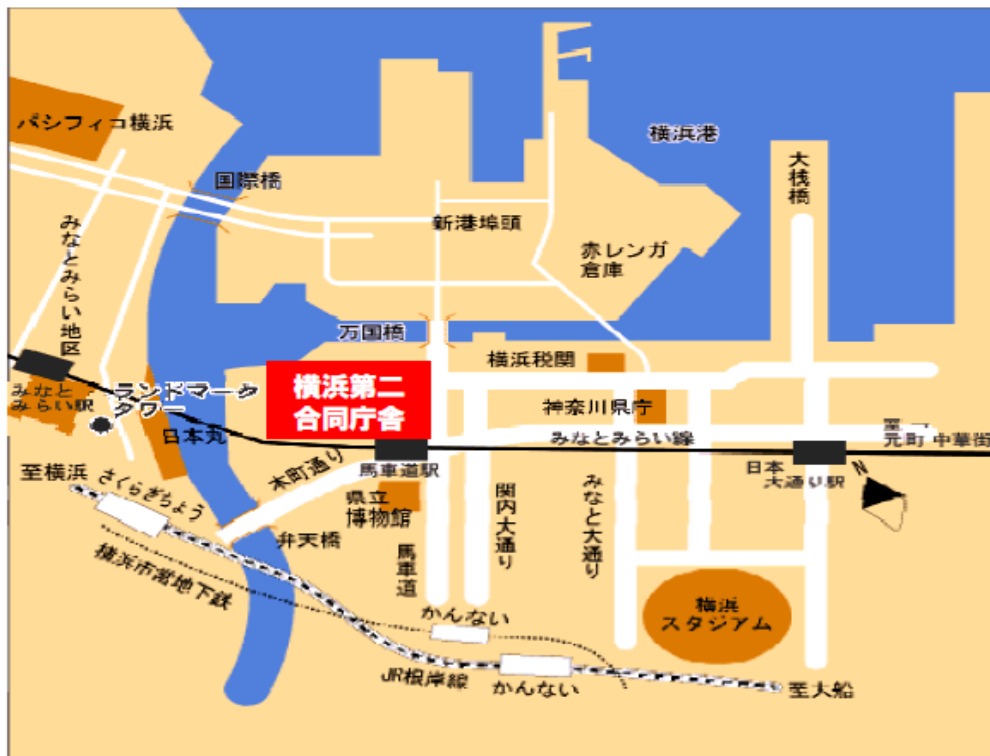 パシフィコ横浜
国際橋
横浜港
大桟橋
新港埠頭
赤レンガ
倉庫
みなとみらい地区
万国橋
横浜税関
横浜第二
合同庁舎
みなと
みらい駅
ランドマーク
タワー
神奈川県庁
日本丸
みなとみらい線
至
元町 中華街
本町通り
馬車道駅
日本
大通り駅
N
至横浜
さくらぎちょう
県立
博物館
関内大通り
みなと大通り
弁天橋
馬車道
横浜市営地下鉄
かんない
横浜
スタジアム
JR根岸線
かんない
至大船